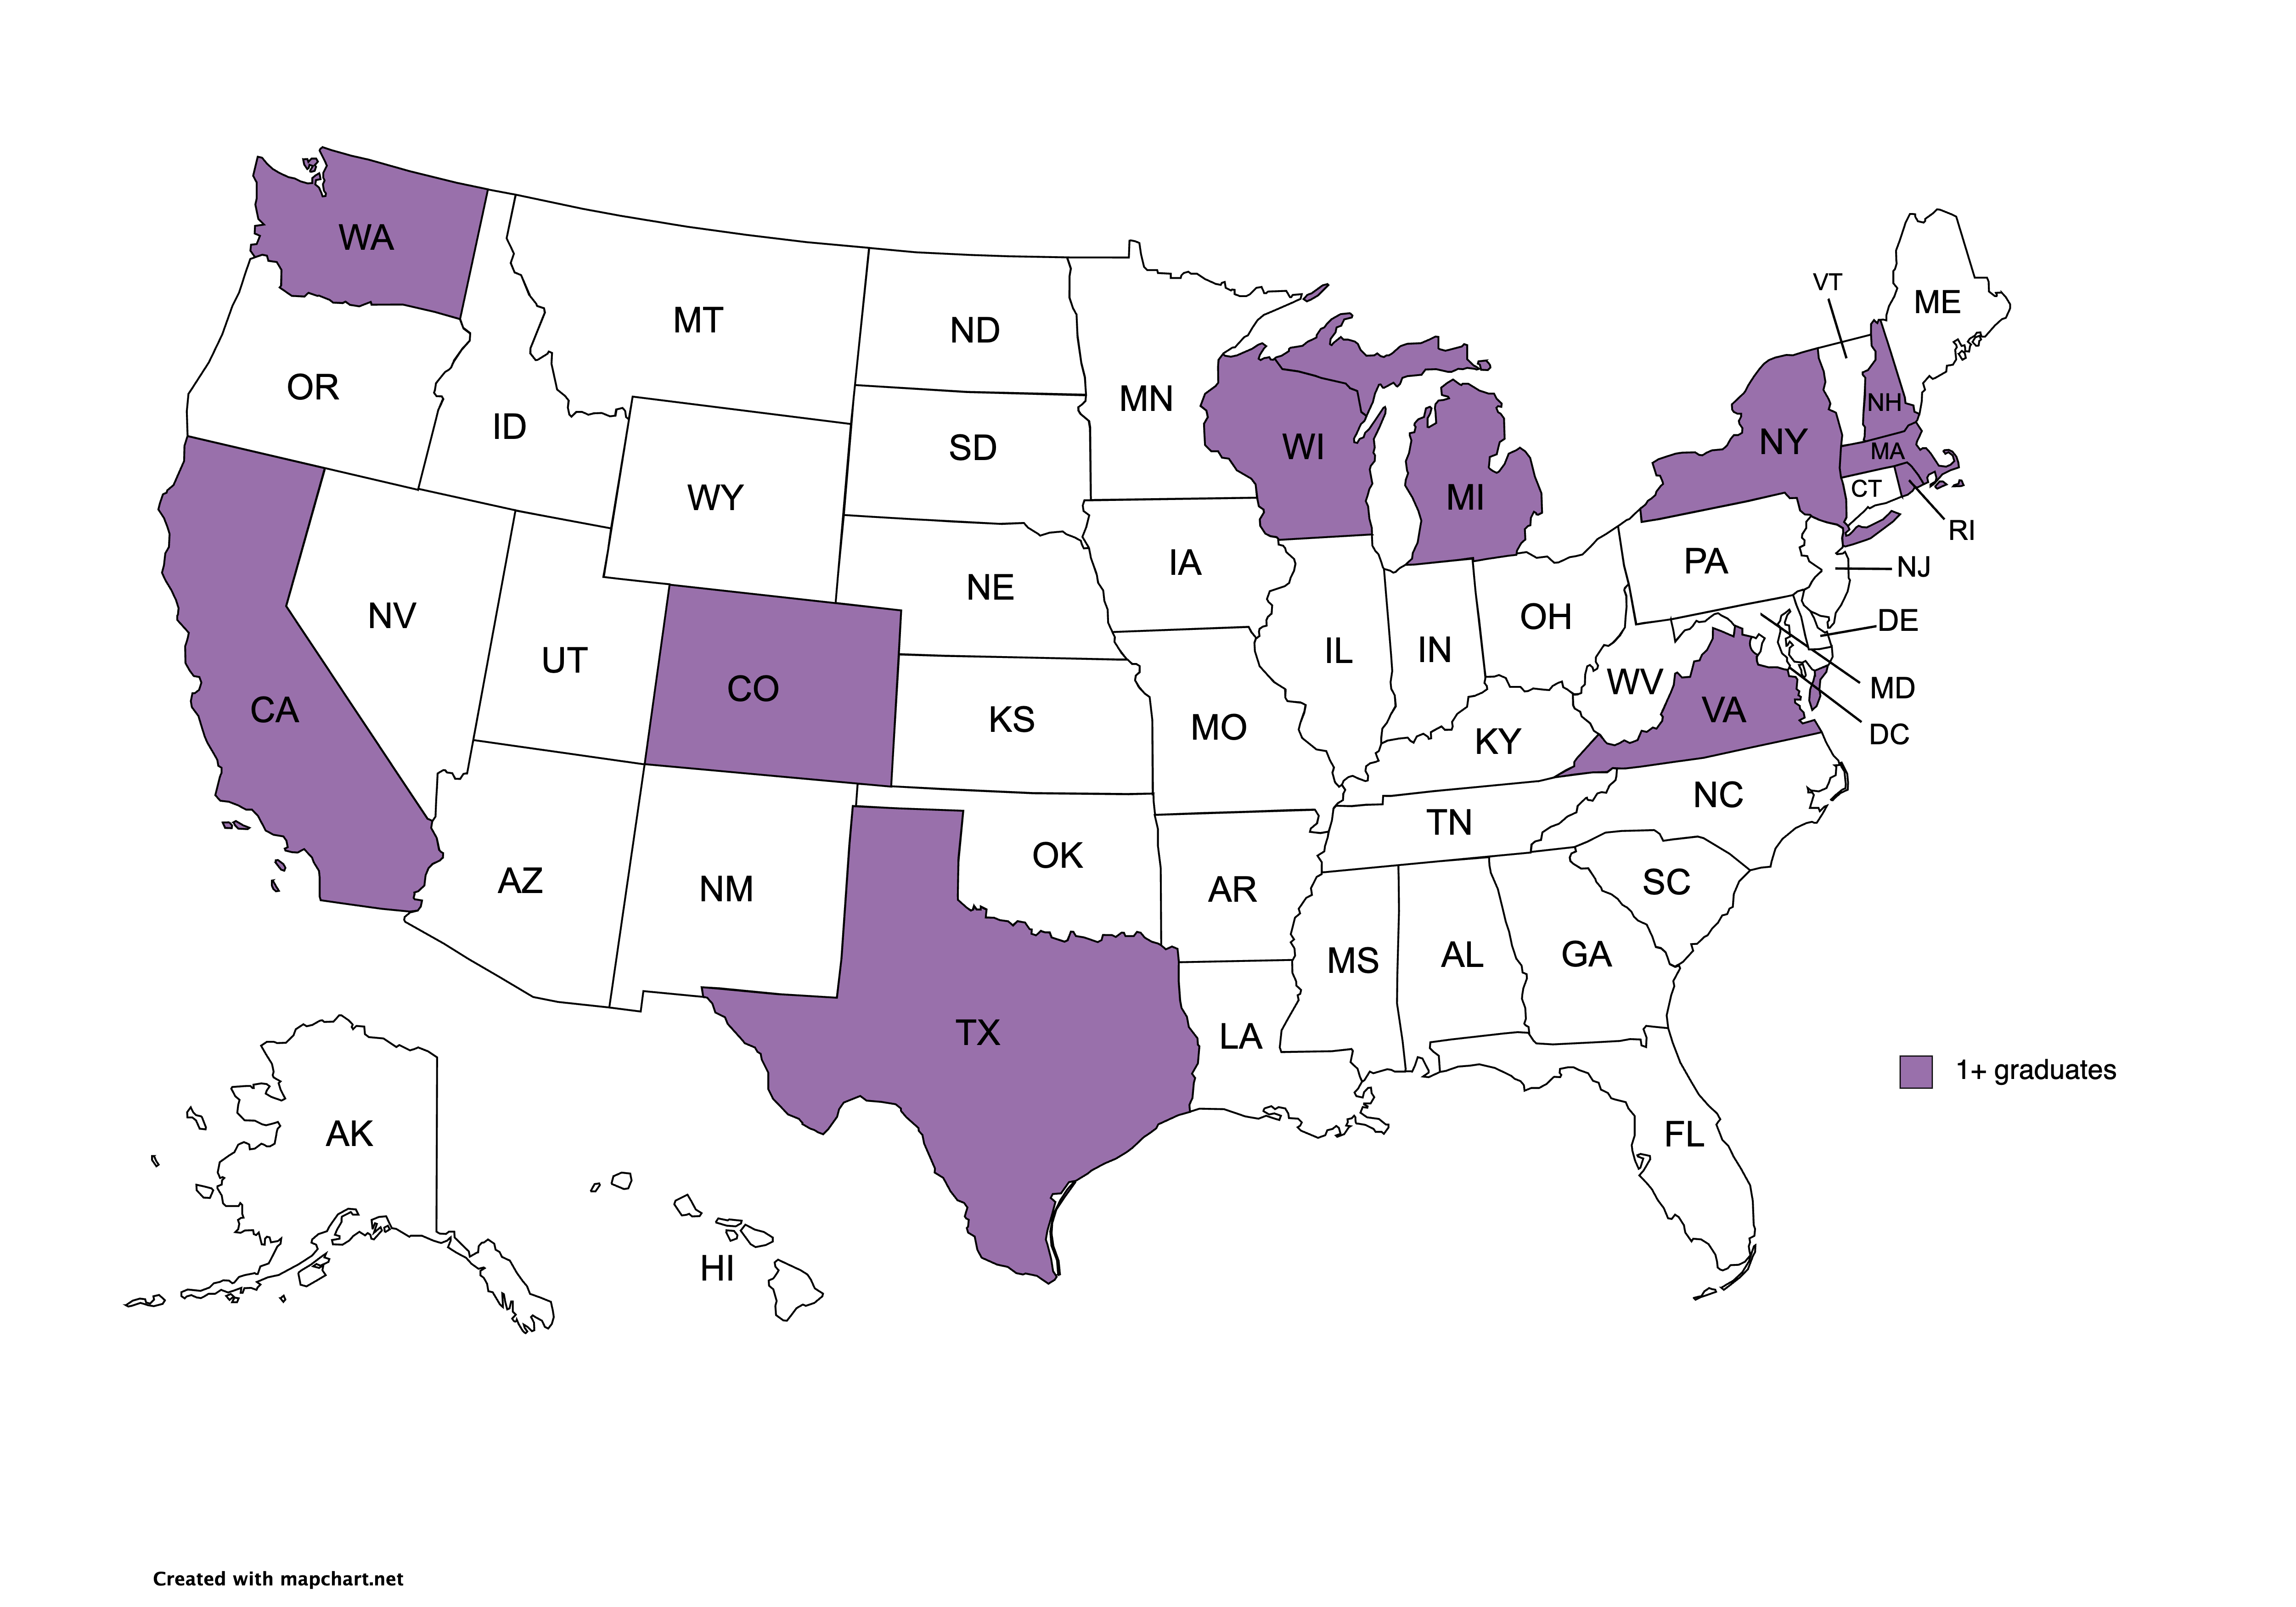 WA
MT
ND
MN
VT
ME
OR
ID
SD
WI
MI
NY
NH
MA
CT
RI
WY
IA
PA
NJ
NE
OH
DE
NV
UT
CO
IL
IN
WV
MD
CA
KS
MO
KY
VA
DC
NC
TN
AZ
NM
OK
AR
SC
MS
AL
GA
TX
LA
1+ graduates
AK
FL
HI
Created with mapchart.net